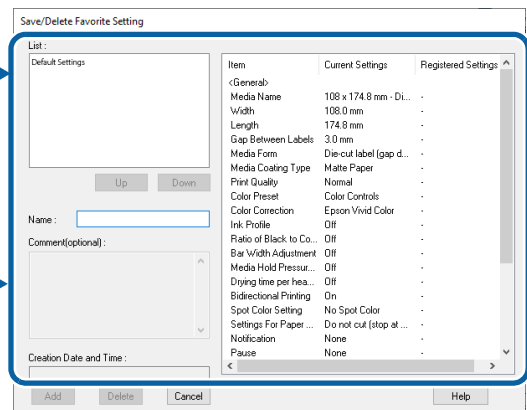 Save/Delete Favorite Setting
List :
Default Settings
Up Down
Name :
Comment(optional) :
Creation Date and Time :
Item Current Settings Registered Settings
<General>
Media Name 108 x 174.8 mm - Di... -
Width 108.0 mm -
Length 174.8 mm -
Gap Between Labels 3.0 mm -
Media Form Die-cut label (gap d... -
Media Coating Type Matte Paper -
Print Quality Normal -
Color Preset Color Controls -
Color Correction Epson Vivid Color -
Ink Profile Off -
Ratio of Black to Co... Off -
Bar Width Adjustment Off -
Media Hold Pressur... Off -
Drying time per hea... Off -
Bidirectional Printing On -
Spot Color Setting No Spot Color -
Settings For Paper ... Do not cut (stop at ... -
Notification None -
Pause None -
Add Delete Cancel Help